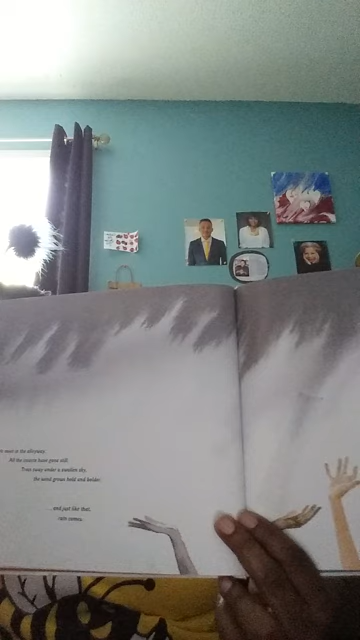 All the insects have gone still.
Trees sway under a swollen sky,
the wind grows bold and bolder,
. . . and just like that,
rain comes.